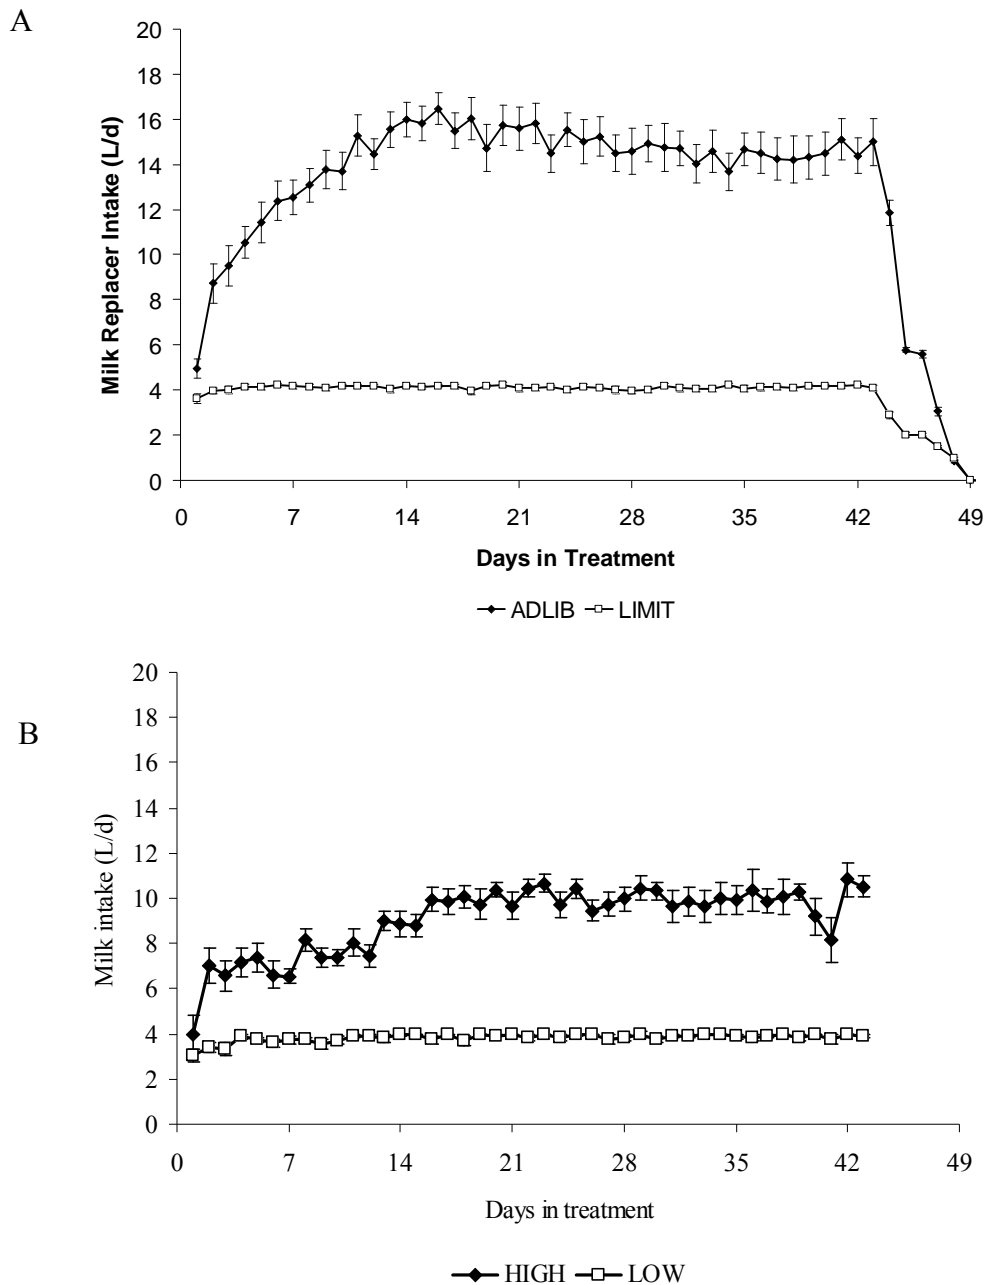 A
Milk Replacer Intake (L/d)
20
18
16
14
12
10
8
6
4
2
0
0 7 14 21 28 35 42 49
Days in Treatment
ADLIB LIMIT
B
Milk intake (L/d)
20
18
16
14
12
10
8
6
4
2
0
0 7 14 21 28 35 42 49
Days in treatment
HIGH LOW